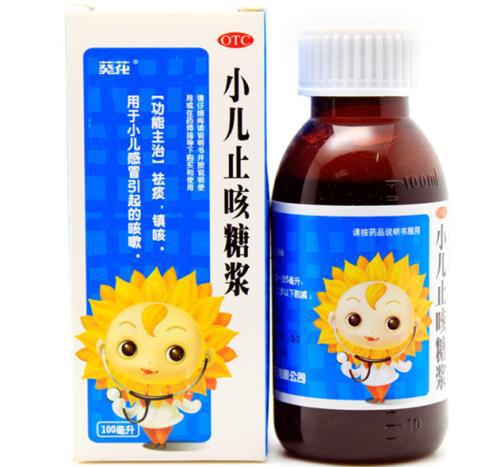 葵花®
OTC
小儿止咳糖浆
请仔细阅读说明书并按说明使
用或在药师指导下购买和使用
【功能主治】祛痰，镇咳。
用于小儿感冒引起的咳嗽。
100毫升
100ml
请按药品说明书服用
小儿止咳糖浆
10